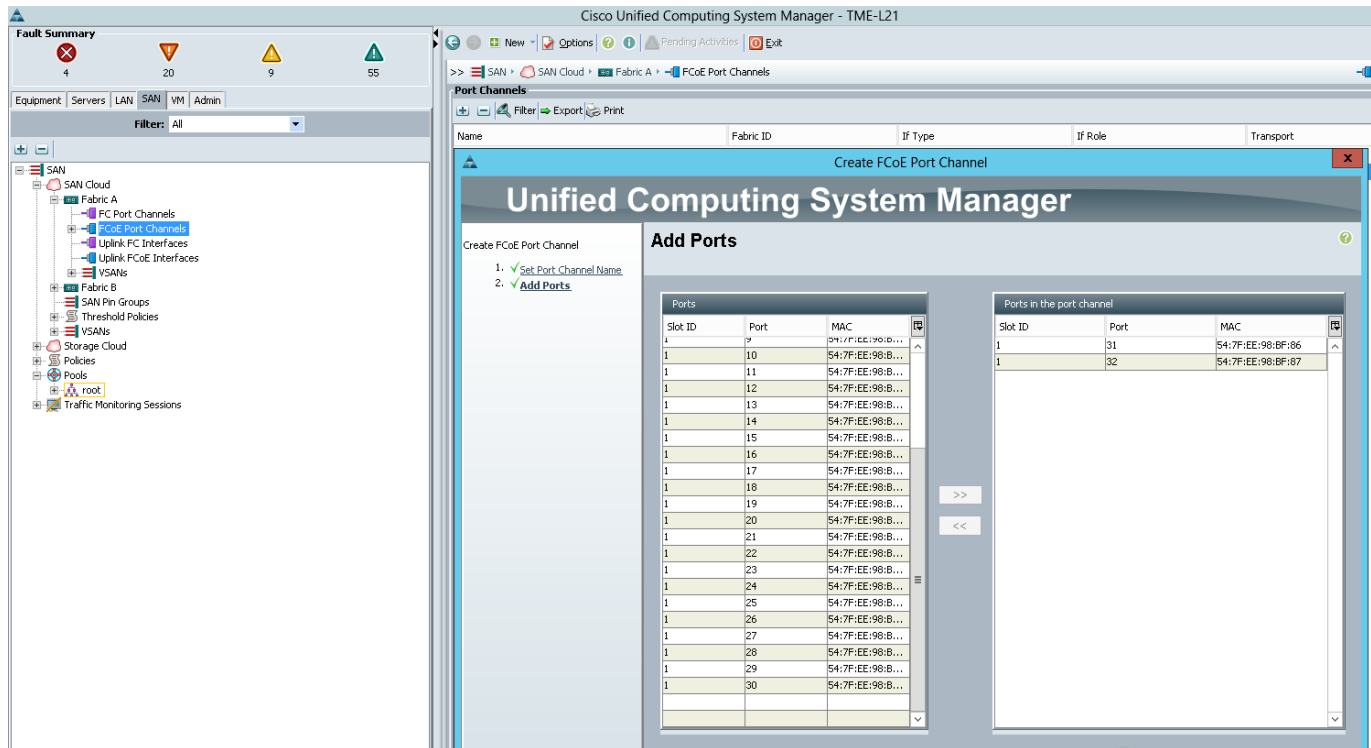 Cisco Unified Computing System Manager - TME-L21
Fault Summary
4 20 9 55
New Options Pending Activities Exit
>> SAN SAN Cloud Fabric A FCoE Port Channels
Equipment Servers LAN SAN VM Admin
Filter: All
Port Channels
Filter Export Print
Name Fabric ID If Type If Role Transport
SAN
SAN Cloud
Fabric A
FC Port Channels
FCoE Port Channels
Uplink FC Interfaces
Uplink FCoE Interfaces
VSANs
Fabric B
SAN Pin Groups
Threshold Policies
VSANs
Storage Cloud
Policies
Pools
root
Traffic Monitoring Sessions
Create FCoE Port Channel
x
Unified Computing System Manager
Create FCoE Port Channel
1. Set Port Channel Name
2. Add Ports
Add Ports
Ports
Slot ID Port MAC
1 9 54:7F:EE:98:B...
1 10 54:7F:EE:98:B...
1 11 54:7F:EE:98:B...
1 12 54:7F:EE:98:B...
1 13 54:7F:EE:98:B...
1 14 54:7F:EE:98:B...
1 15 54:7F:EE:98:B...
1 16 54:7F:EE:98:B...
1 17 54:7F:EE:98:B...
1 18 54:7F:EE:98:B...
1 19 54:7F:EE:98:B...
1 20 54:7F:EE:98:B...
1 21 54:7F:EE:98:B...
1 22 54:7F:EE:98:B...
1 23 54:7F:EE:98:B...
1 24 54:7F:EE:98:B...
1 25 54:7F:EE:98:B...
1 26 54:7F:EE:98:B...
1 27 54:7F:EE:98:B...
1 28 54:7F:EE:98:B...
1 29 54:7F:EE:98:B...
1 30 54:7F:EE:98:B...
>>
<<
Ports in the port channel
Slot ID Port MAC
1 31 54:7F:EE:98:BF:86
1 32 54:7F:EE:98:BF:87